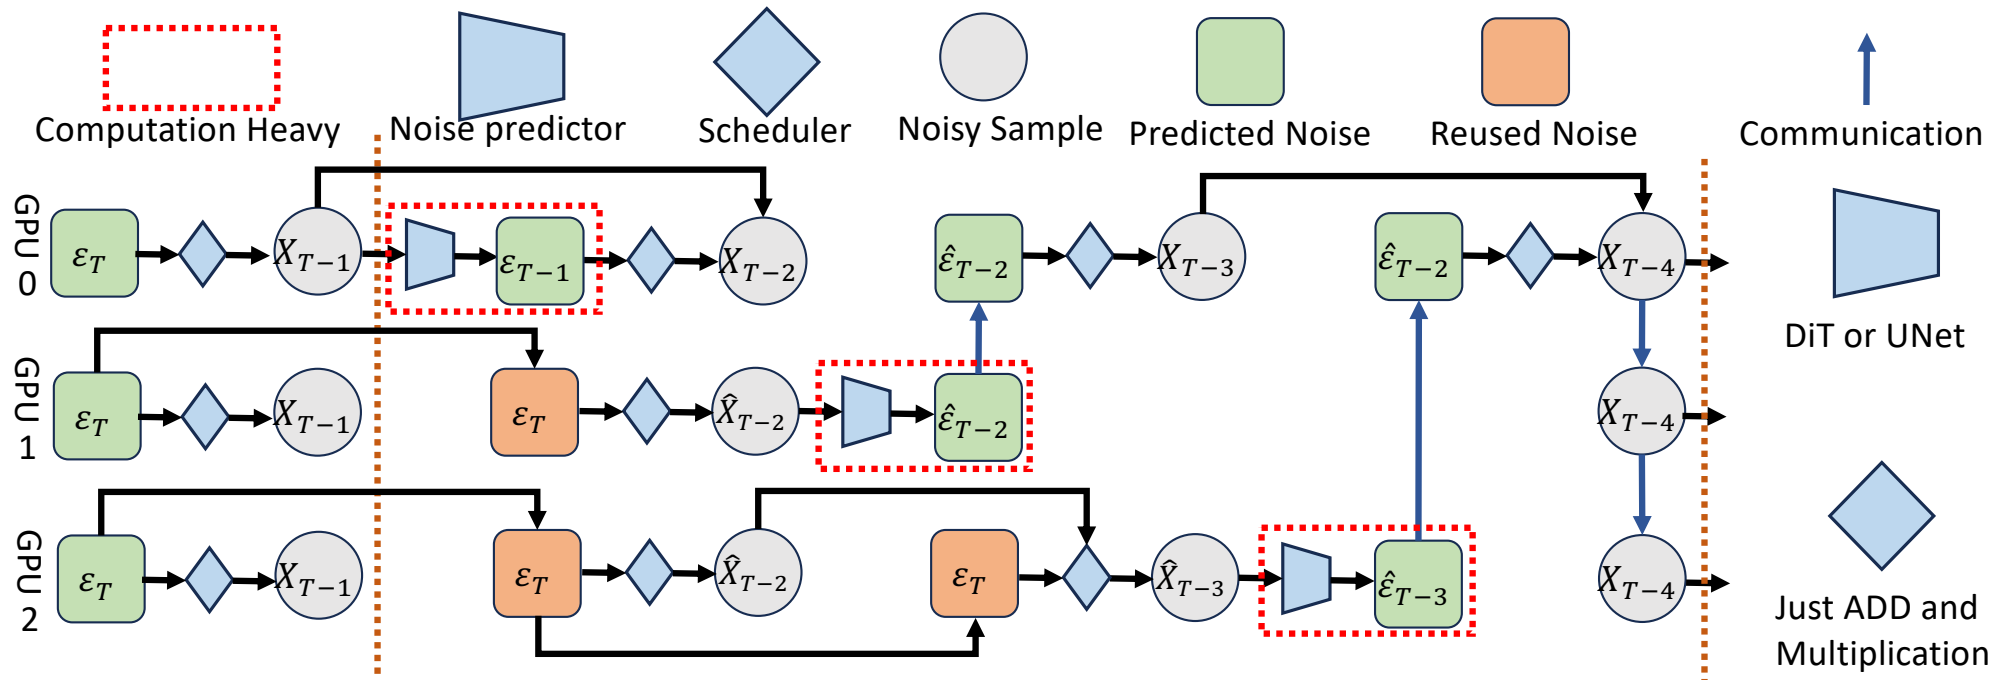 Computation Heavy
Noise predictor
Scheduler
Noisy Sample
Predicted Noise
Reused Noise
Communication
GPU 0
ε_T
X_{T−1}
ε_{T−1}
X_{T−2}
ε̂_{T−2}
X_{T−3}
ε̂_{T−2}
X_{T−4}
DiT or UNet
GPU 1
ε_T
X_{T−1}
ε_T
X̂_{T−2}
ε̂_{T−2}
X_{T−4}
GPU 2
ε_T
X_{T−1}
ε_T
X̂_{T−2}
ε_T
X̂_{T−3}
ε̂_{T−3}
X_{T−4}
Just ADD and
Multiplication